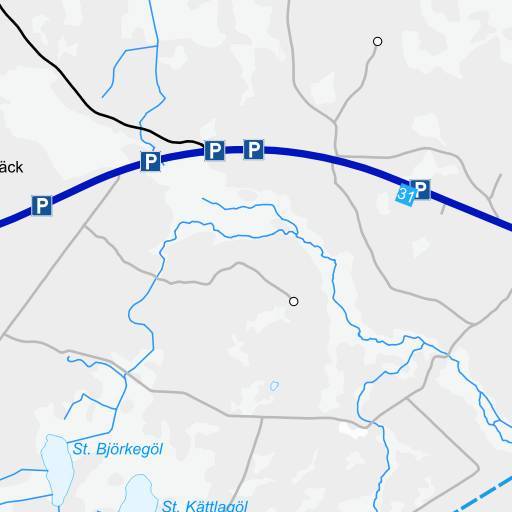 P P P
äck
P P
31
St. Björkegöl
St. Kättlagöl